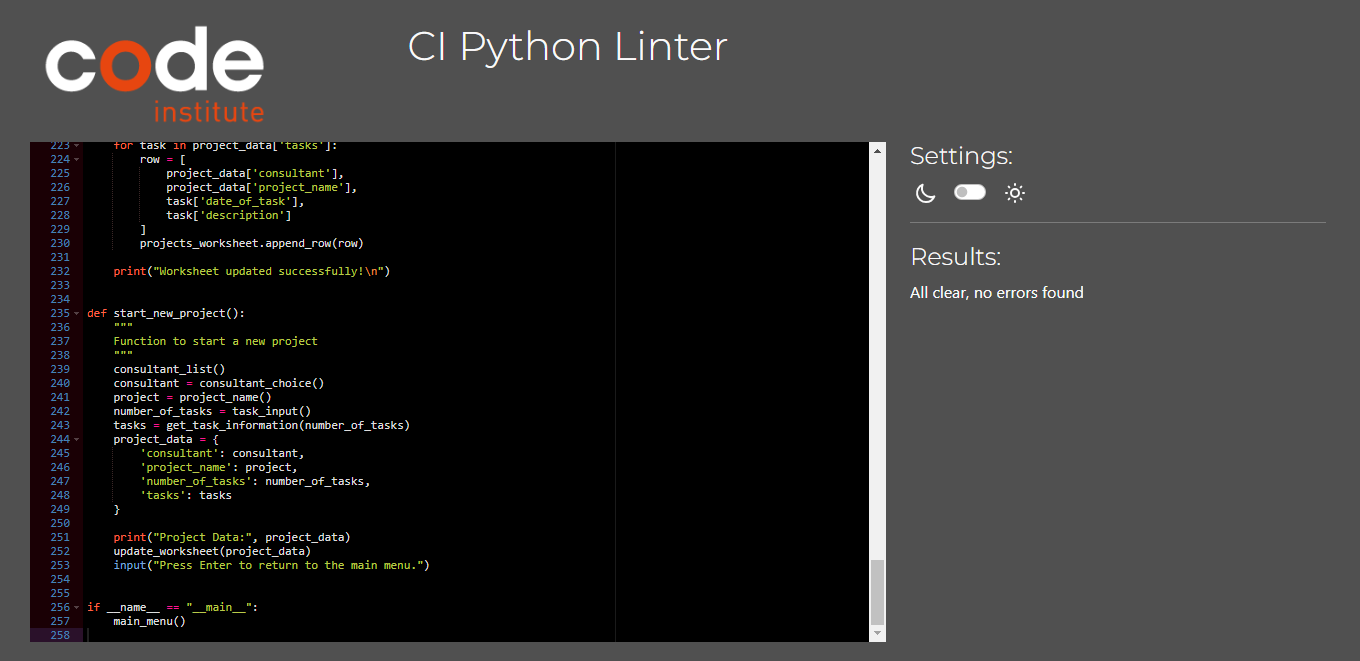 code
institute
CI Python Linter
223 for task in project_data['tasks']:
224 row = [
225 project_data['consultant'],
226 project_data['project_name'],
227 task['date_of_task'],
228 task['description']
229 ]
230 projects_worksheet.append_row(row)
231
232 print("Worksheet updated successfully!\n")
233
234
235 def start_new_project():
236 """
237 Function to start a new project
238 """
239 consultant_list()
240 consultant = consultant_choice()
241 project = project_name()
242 number_of_tasks = task_input()
243 tasks = get_task_information(number_of_tasks)
244 project_data = {
245 'consultant': consultant,
246 'project_name': project,
247 'number_of_tasks': number_of_tasks,
248 'tasks': tasks
249 }
250
251 print("Project Data:", project_data)
252 update_worksheet(project_data)
253 input("Press Enter to return to the main menu.")
254
255
256 if __name__ == "__main__":
257 main_menu()
258
Settings:
Results:
All clear, no errors found